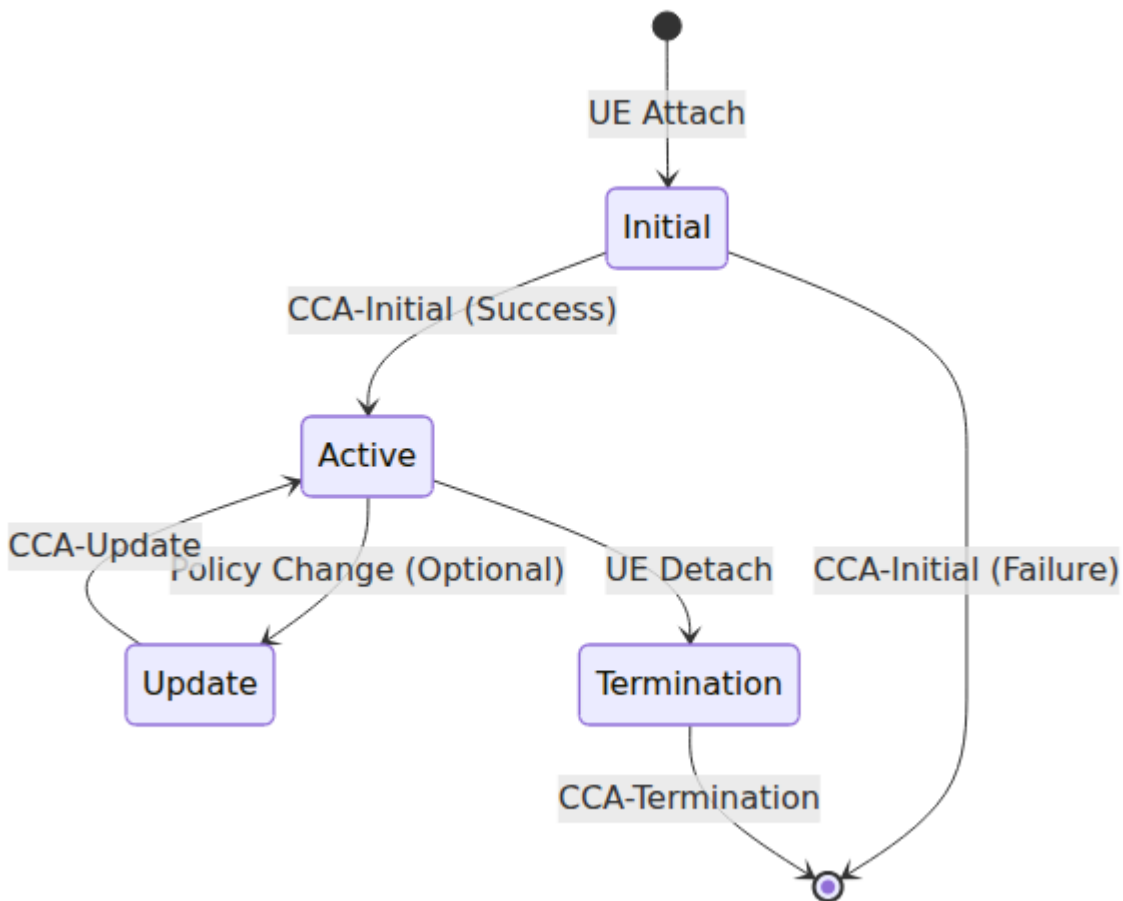 UE Attach
Initial
CCA-Initial (Success)
Active
CCA-Update
Policy Change (Optional)
UE Detach
CCA-Initial (Failure)
Update
Termination
CCA-Termination